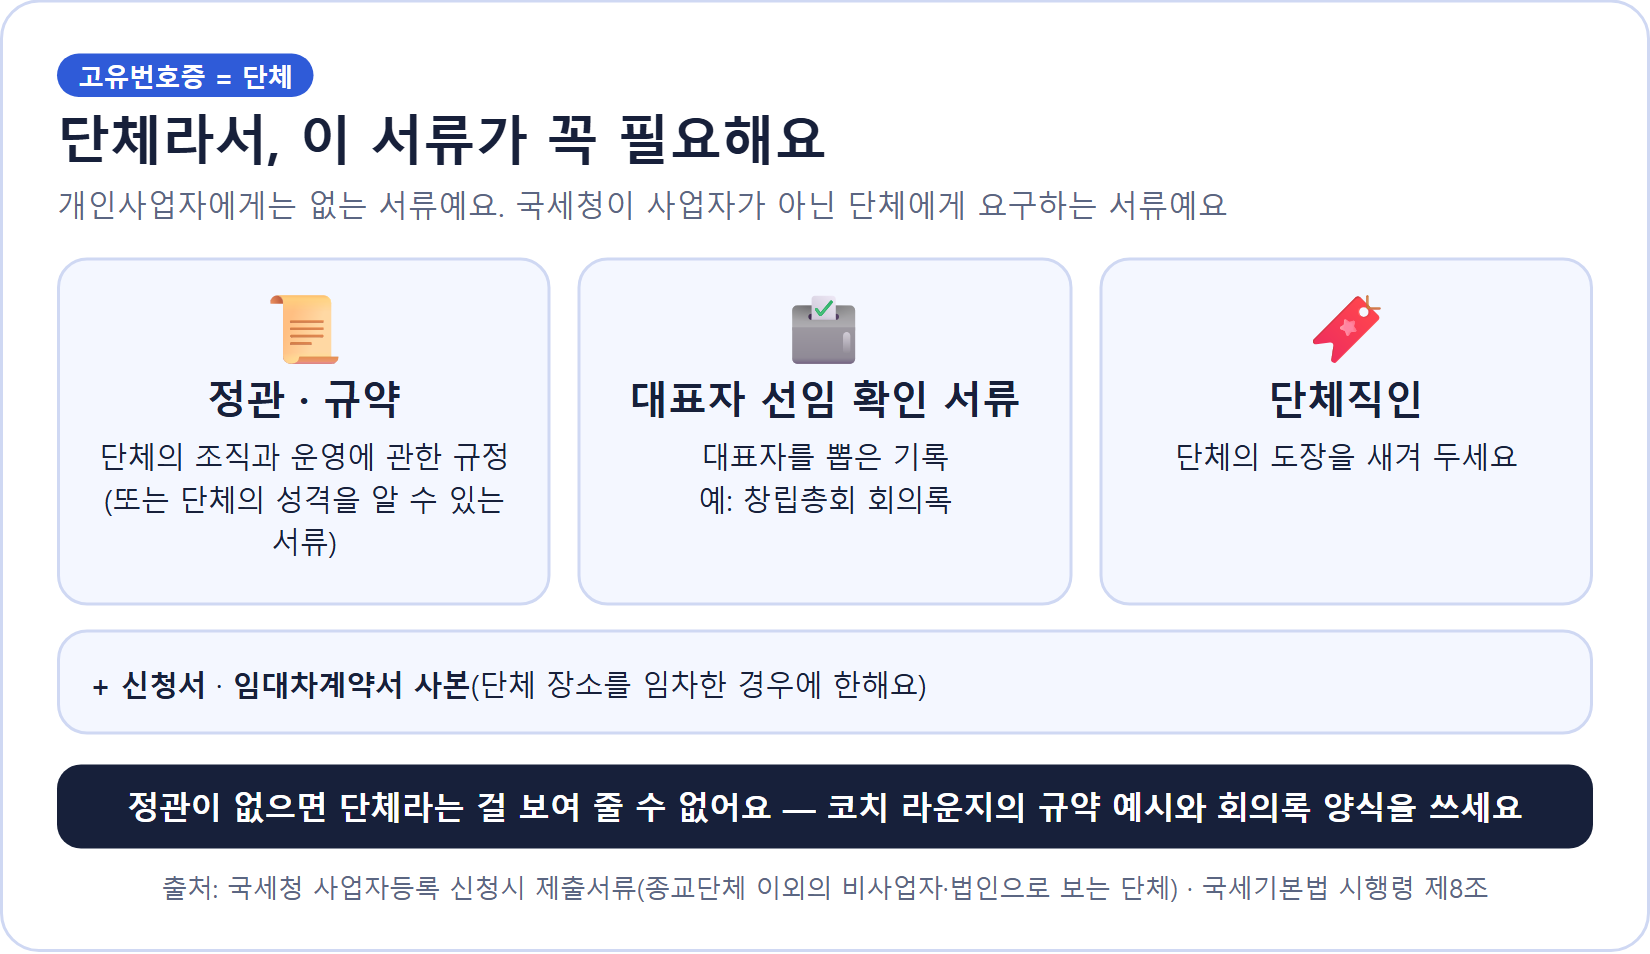 고유번호증 = 단체
단체라서, 이 서류가 꼭 필요해요
개인사업자에게는 없는 서류예요. 국세청이 사업자가 아닌 단체에게 요구하는 서류예요
정관 · 규약
단체의 조직과 운영에 관한 규정
(또는 단체의 성격을 알 수 있는
서류)
대표자 선임 확인 서류
대표자를 뽑은 기록
예: 창립총회 회의록
단체직인
단체의 도장을 새겨 두세요
+ 신청서 · 임대차계약서 사본(단체 장소를 임차한 경우에 한해요)
정관이 없으면 단체라는 걸 보여 줄 수 없어요 — 코치 라운지의 규약 예시와 회의록 양식을 쓰세요
출처: 국세청 사업자등록 신청시 제출서류(종교단체 이외의 비사업자·법인으로 보는 단체) · 국세기본법 시행령 제8조